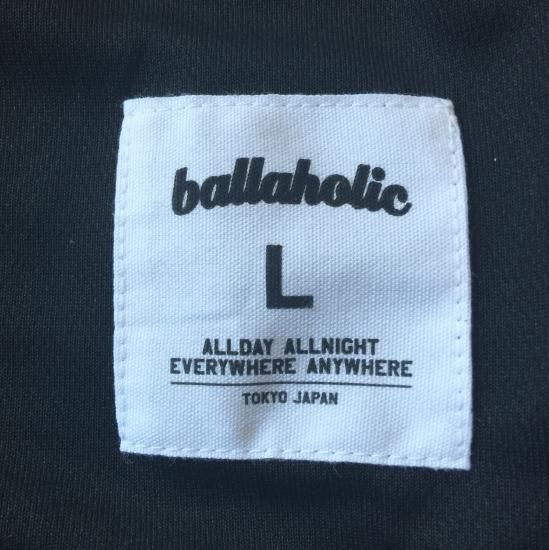 ballaholic
L
ALLDAY ALLNIGHT
EVERYWHERE ANYWHERE
TOKYO JAPAN